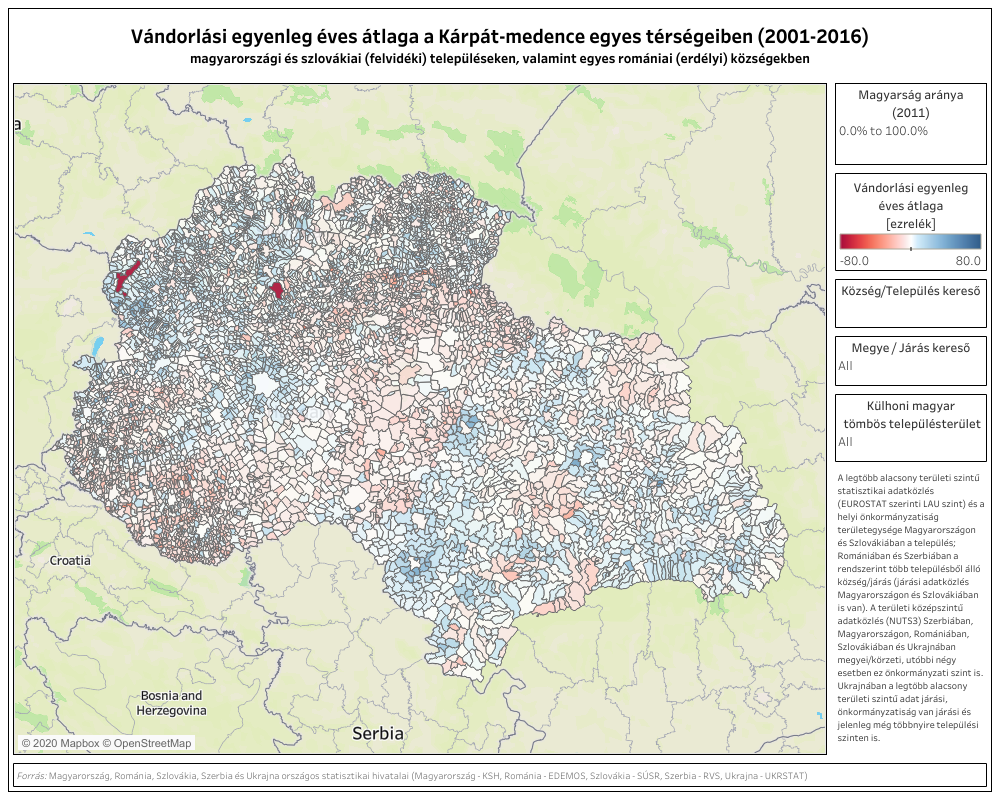 Vándorlási egyenleg éves átlaga a Kárpát-medence egyes térségeiben (2001-2016)
magyarországi és szlovákiai (felvidéki) településeken, valamint egyes romániai (erdélyi) községekben
a
Croatia
Bosnia and
Herzegovina
Serbia
© 2020 Mapbox © OpenStreetMap
Magyarság aránya
(2011)
0.0% to 100.0%
Vándorlási egyenleg
éves átlaga
[ezrelék]
-80.0 80.0
Község/Település kereső
Megye / Járás kereső
All
Külhoni magyar
tömbös településterület
All
A legtöbb alacsony területi szintű
statisztikai adatközlés
(EUROSTAT szerinti LAU szint) és a
helyi önkormányzatiság
területegysége Magyarországon
és Szlovákiában a település;
Romániában és Szerbiában a
rendszerint több településből álló
község/járás (járási adatközlés
Magyarországon és Szlovákiában
is van). A területi középszintű
adatközlés (NUTS3) Szerbiában,
Magyarországon, Romániában,
Szlovákiában és Ukrajnában
megyei/körzeti, utóbbi négy
esetben ez önkormányzati szint is.
Ukrajnában a legtöbb alacsony
területi szintű adat járási,
önkormányzatiság van járási és
jelenleg még többnyire települési
szinten is.
Forrás: Magyarország, Románia, Szlovákia, Szerbia és Ukrajna országos statisztikai hivatalai (Magyarország - KSH, Románia - EDEMOS, Szlovákia - SÚSR, Szerbia - RVS, Ukrajna - UKRSTAT)